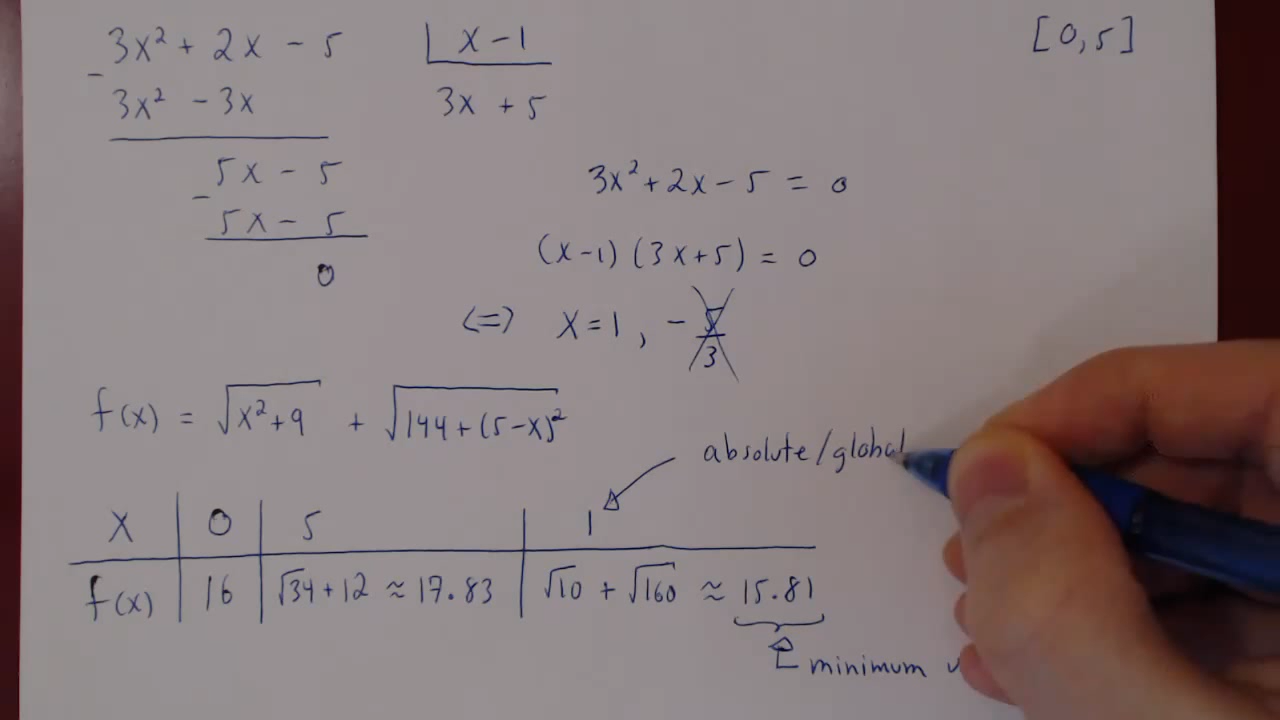 3x² + 2x - 5 | x - 1
- 3x² - 3x 3x + 5
5x - 5
- 5x - 5
0
[0,5]
3x² + 2x - 5 = 0
(x-1) (3x+5) = 0
<=> x = 1, - 5/3
f(x) = √(x²+9) + √(144+(5-x)²)
absolute/global
x | 0 | 5 | 1
f(x) | 16 | √34 + 12 ≈ 17.83 | √10 + √160 ≈ 15.81
minimum